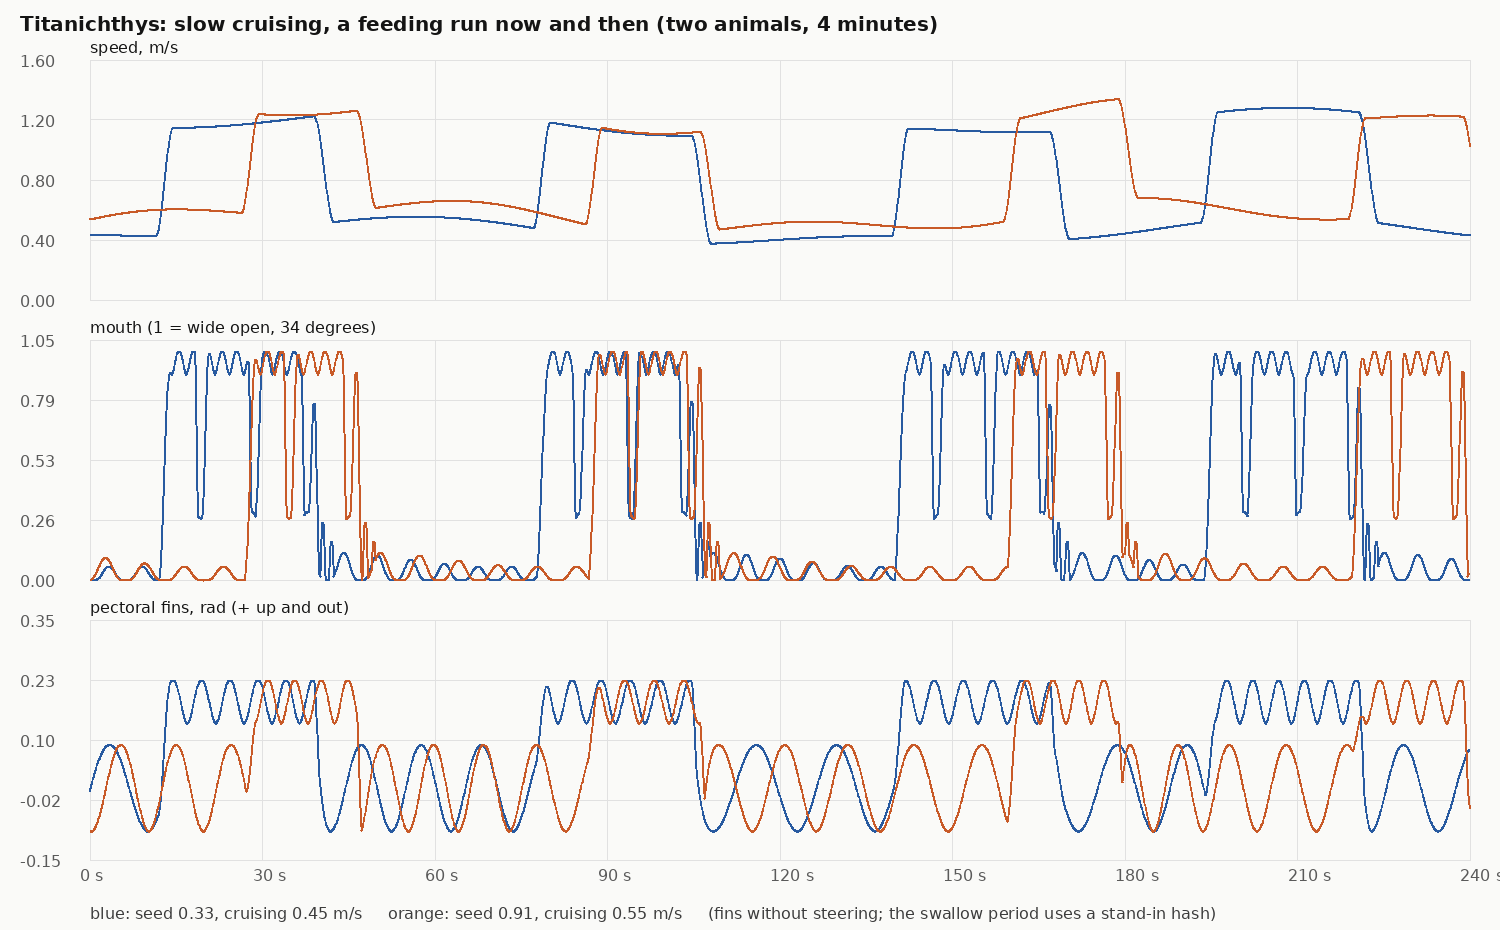 Titanichthys: slow cruising, a feeding run now and then (two animals, 4 minutes)
speed, m/s
1.60
1.20
0.80
0.40
0.00
mouth (1 = wide open, 34 degrees)
1.05
0.79
0.53
0.26
0.00
pectoral fins, rad (+ up and out)
0.35
0.23
0.10
-0.02
-0.15
0 s 30 s 60 s 90 s 120 s 150 s 180 s 210 s 240 s
blue: seed 0.33, cruising 0.45 m/s orange: seed 0.91, cruising 0.55 m/s (fins without steering; the swallow period uses a stand-in hash)